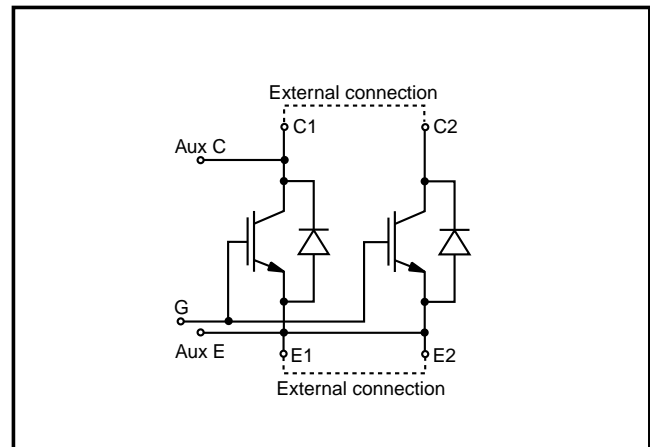 External connection
C1
C2
Aux C
G
Aux E
E1
E2
External connection